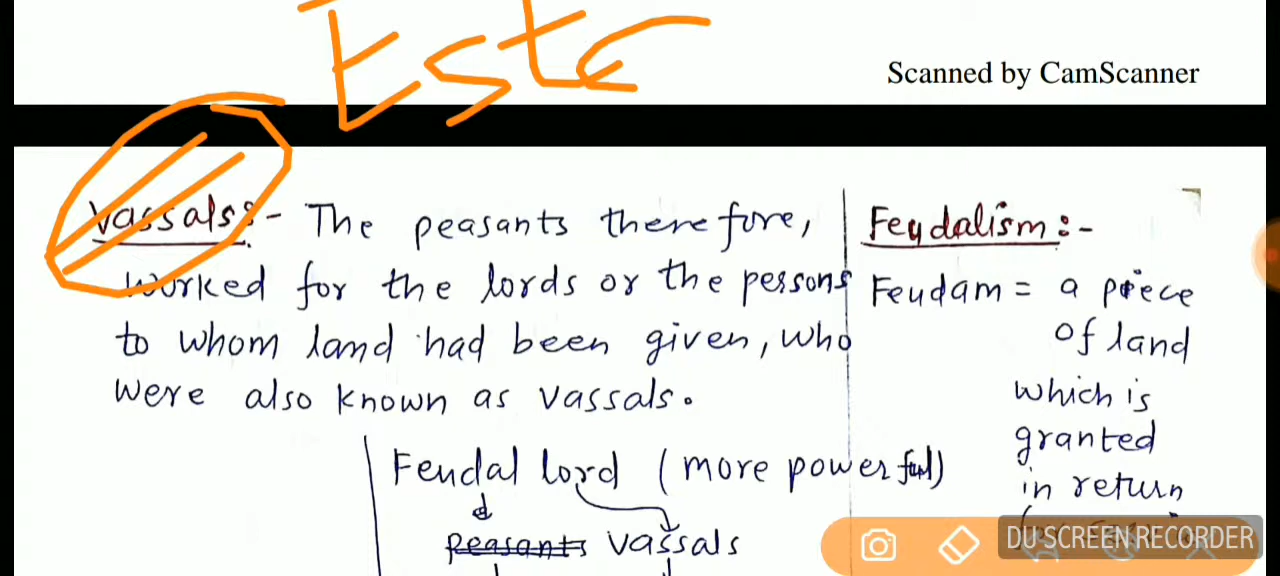 Este
Scanned by CamScanner
Vassals:- The peasants therefore,
worked for the lords or the persons
to whom land had been given, who
were also known as vassals.
Feudal lord (more powerful)
peasants vassals
Feudalism:-
Feudam = a piece
of land
which is
granted
in return
DU SCREEN RECORDER